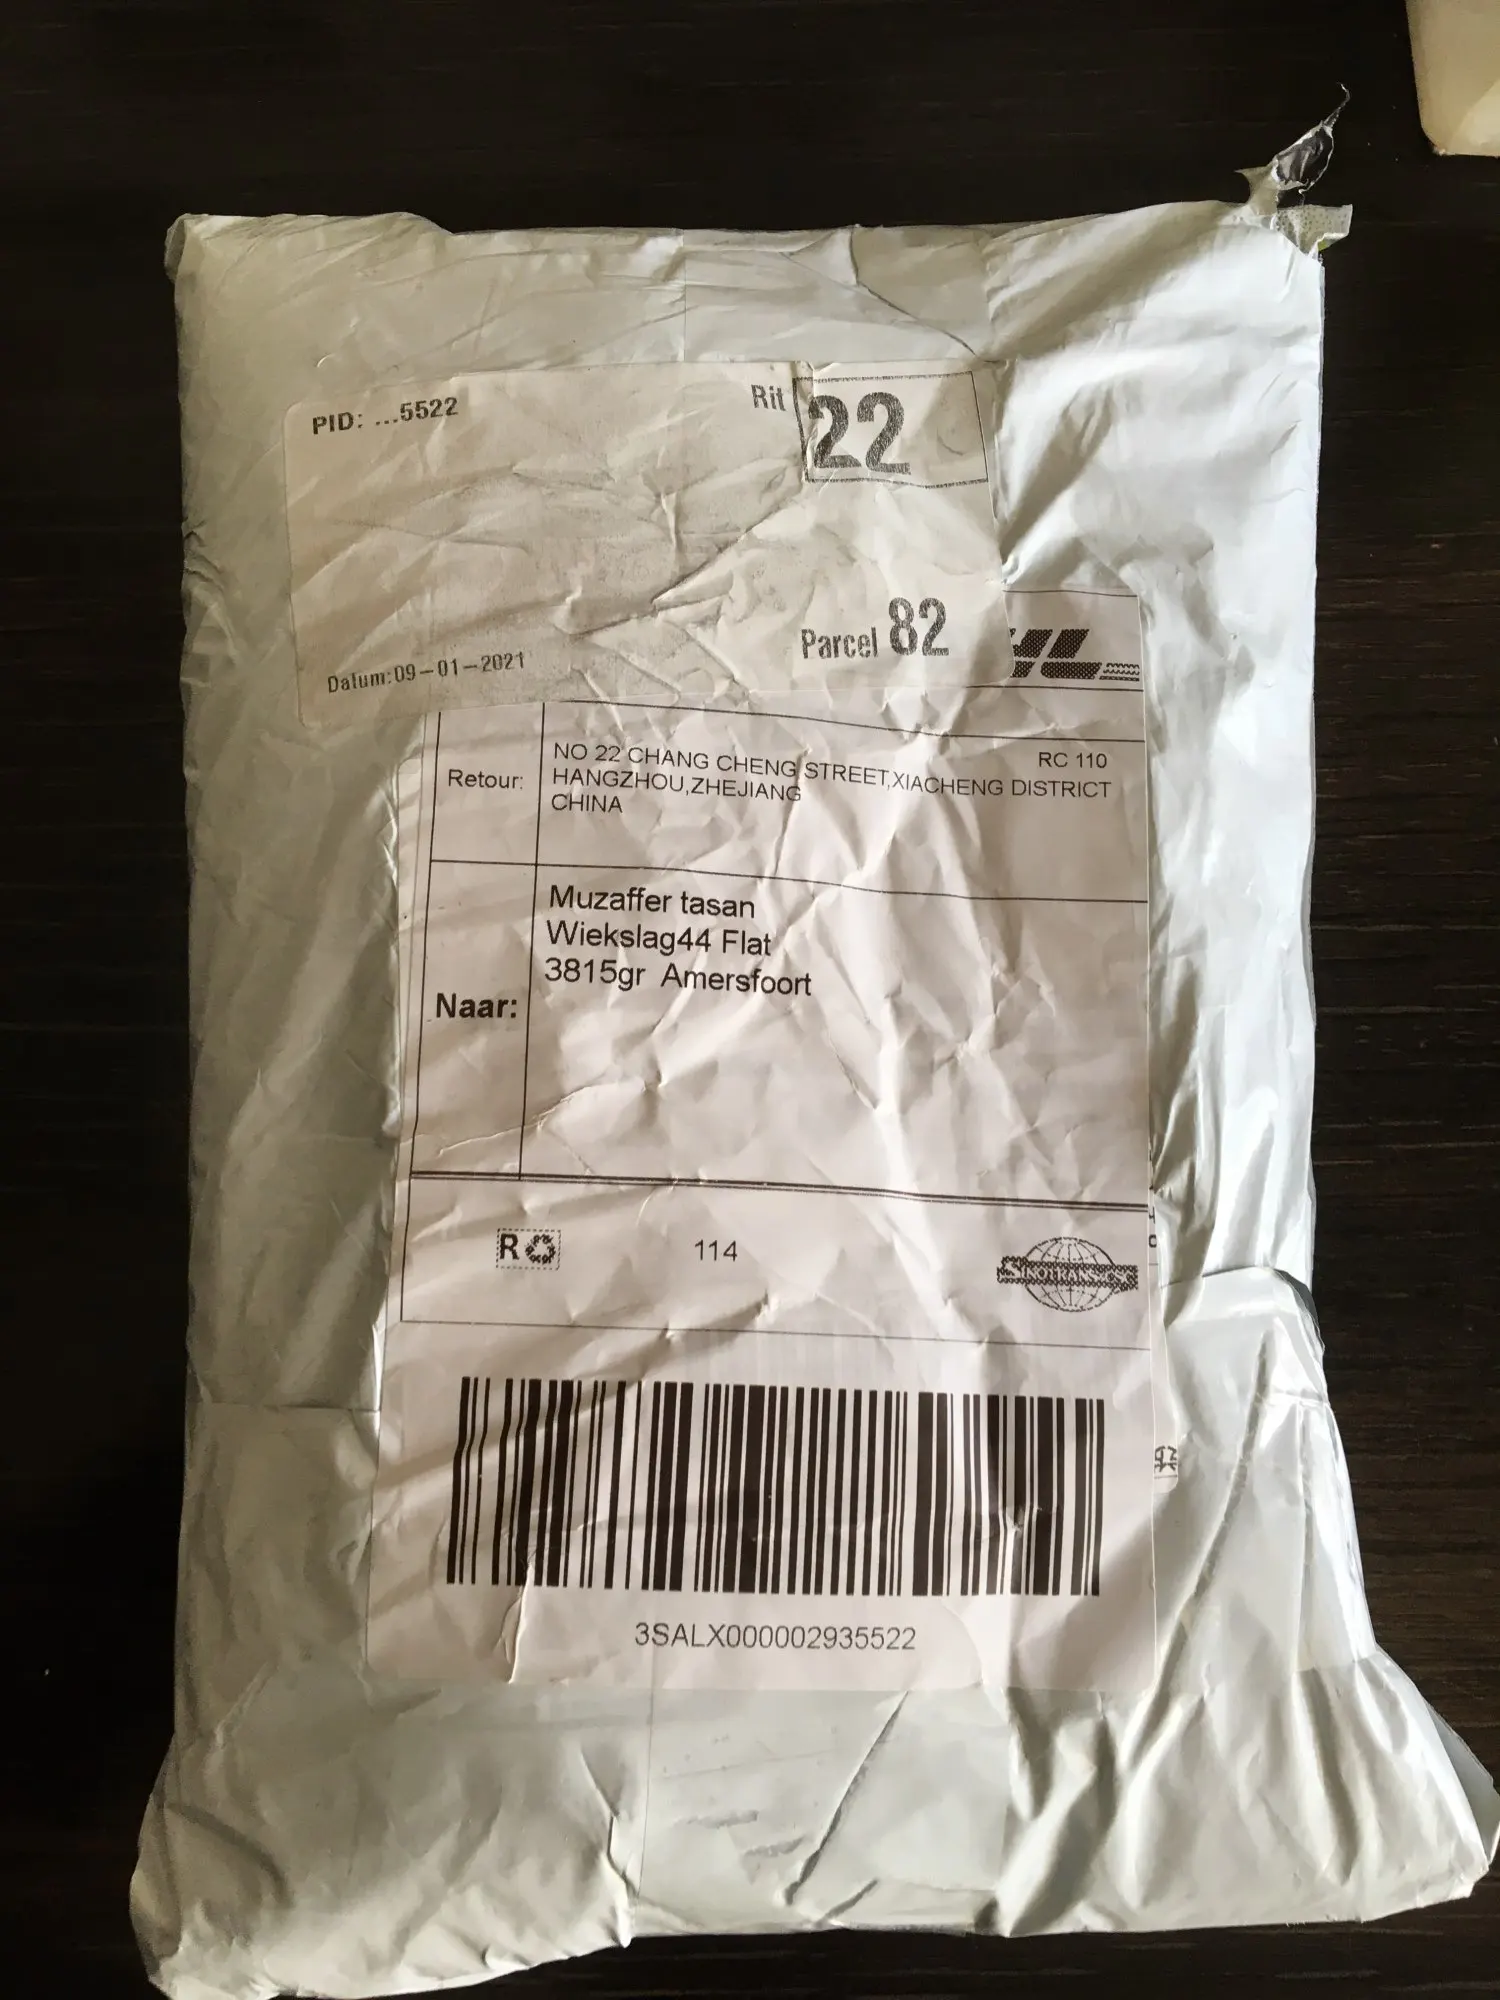 PID: ...5522
Rit 22
Parcel 82
Datum:09-01-2021
RC 110
Retour:
NO 22 CHANG CHENG STREET,XIACHENG DISTRICT
HANGZHOU,ZHEJIANG
CHINA
Naar:
Muzaffer tasan
Wiekslag44 Flat
3815gr Amersfoort
R
114
SINOTRANS
3SALX000002935522